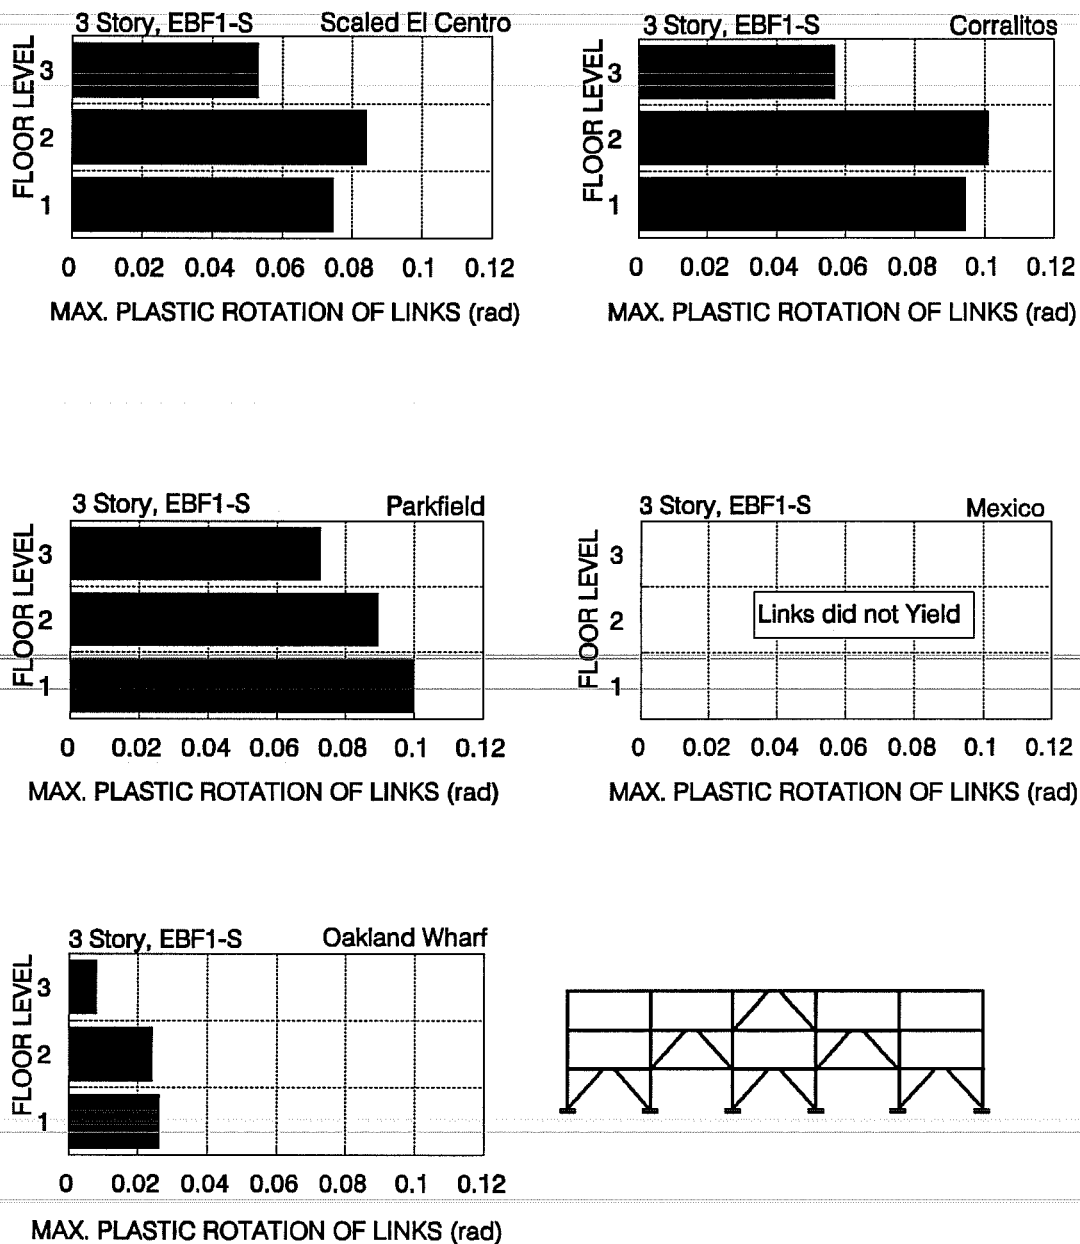 3 Story, EBF1-S Scaled El Centro
FLOOR LEVEL
3
2
1
0 0.02 0.04 0.06 0.08 0.1 0.12
MAX. PLASTIC ROTATION OF LINKS (rad)
3 Story, EBF1-S Corralitos
FLOOR LEVEL
3
2
1
0 0.02 0.04 0.06 0.08 0.1 0.12
MAX. PLASTIC ROTATION OF LINKS (rad)
3 Story, EBF1-S Parkfield
FLOOR LEVEL
3
2
1
0 0.02 0.04 0.06 0.08 0.1 0.12
MAX. PLASTIC ROTATION OF LINKS (rad)
3 Story, EBF1-S Mexico
FLOOR LEVEL
3
2
1
Links did not Yield
0 0.02 0.04 0.06 0.08 0.1 0.12
MAX. PLASTIC ROTATION OF LINKS (rad)
3 Story, EBF1-S Oakland Wharf
FLOOR LEVEL
3
2
1
0 0.02 0.04 0.06 0.08 0.1 0.12
MAX. PLASTIC ROTATION OF LINKS (rad)